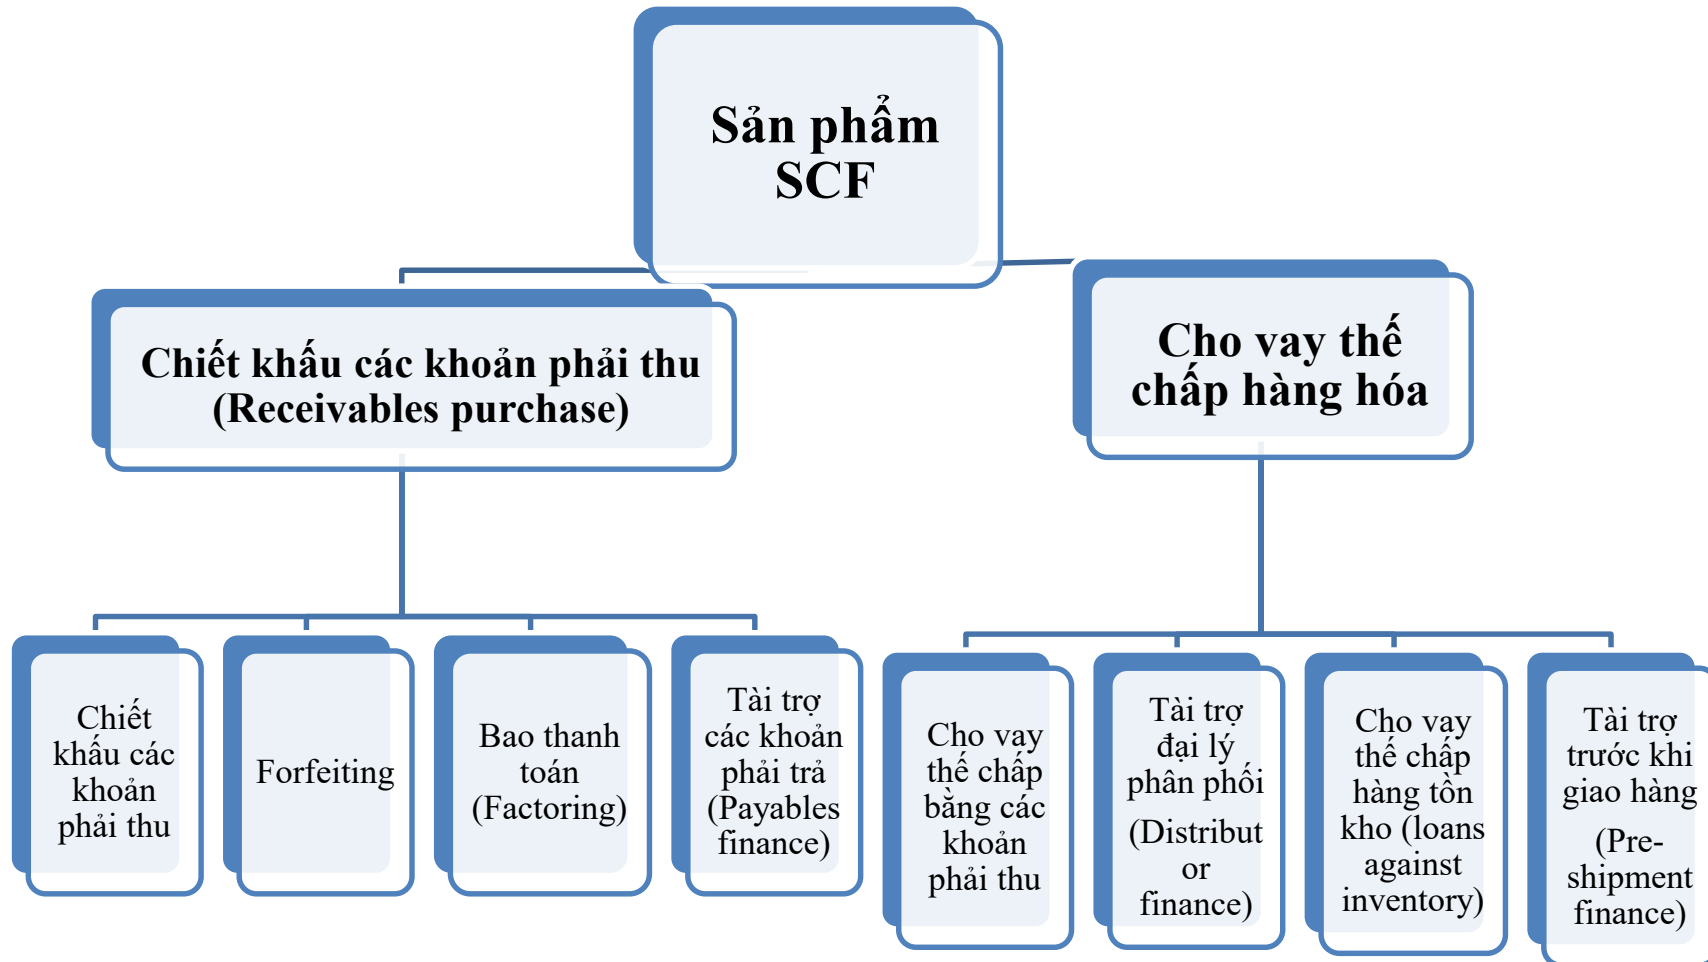 Sản phẩm
SCF
Chiết khấu các khoản phải thu
(Receivables purchase)
Cho vay thế
chấp hàng hóa
Chiết
khấu các
khoản
phải thu
Forfeiting
Bao thanh
toán
(Factoring)
Tài trợ
các khoản
phải trả
(Payables
finance)
Cho vay
thế chấp
bằng các
khoản
phải thu
Tài trợ
đại lý
phân phối
(Distribut
or
finance)
Cho vay
thế chấp
hàng tồn
kho (loans
against
inventory)
Tài trợ
trước khi
giao hàng
(Pre-
shipment
finance)